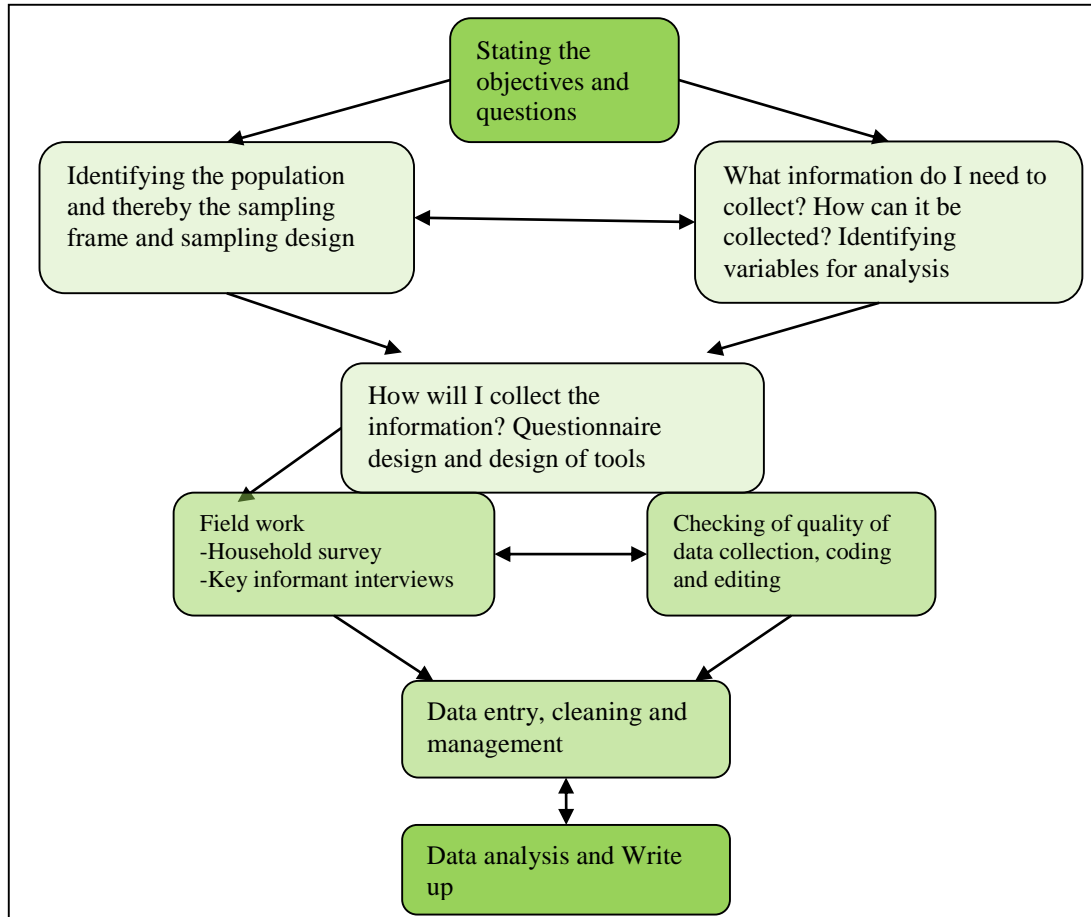 Stating the
objectives and
questions
Identifying the population
and thereby the sampling
frame and sampling design
What information do I need to
collect? How can it be
collected? Identifying
variables for analysis
How will I collect the
information? Questionnaire
design and design of tools
Field work
-Household survey
-Key informant interviews
Checking of quality of
data collection, coding
and editing
Data entry, cleaning and
management
Data analysis and Write
up